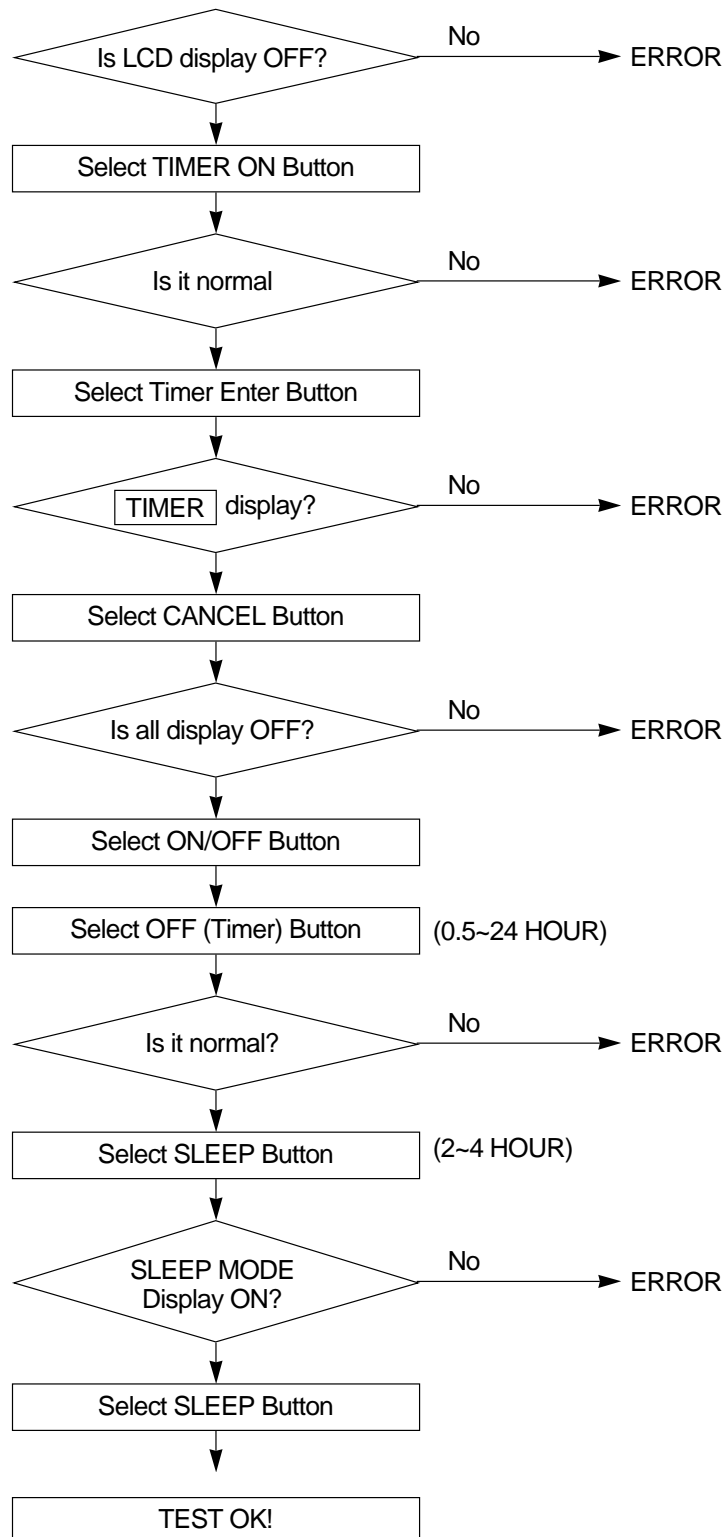 Is LCD display OFF?
No
ERROR
Select TIMER ON Button
Is it normal
No
ERROR
Select Timer Enter Button
TIMER display?
No
ERROR
Select CANCEL Button
Is all display OFF?
No
ERROR
Select ON/OFF Button
Select OFF (Timer) Button
(0.5~24 HOUR)
Is it normal?
No
ERROR
Select SLEEP Button
(2~4 HOUR)
SLEEP MODE
Display ON?
No
ERROR
Select SLEEP Button
TEST OK!